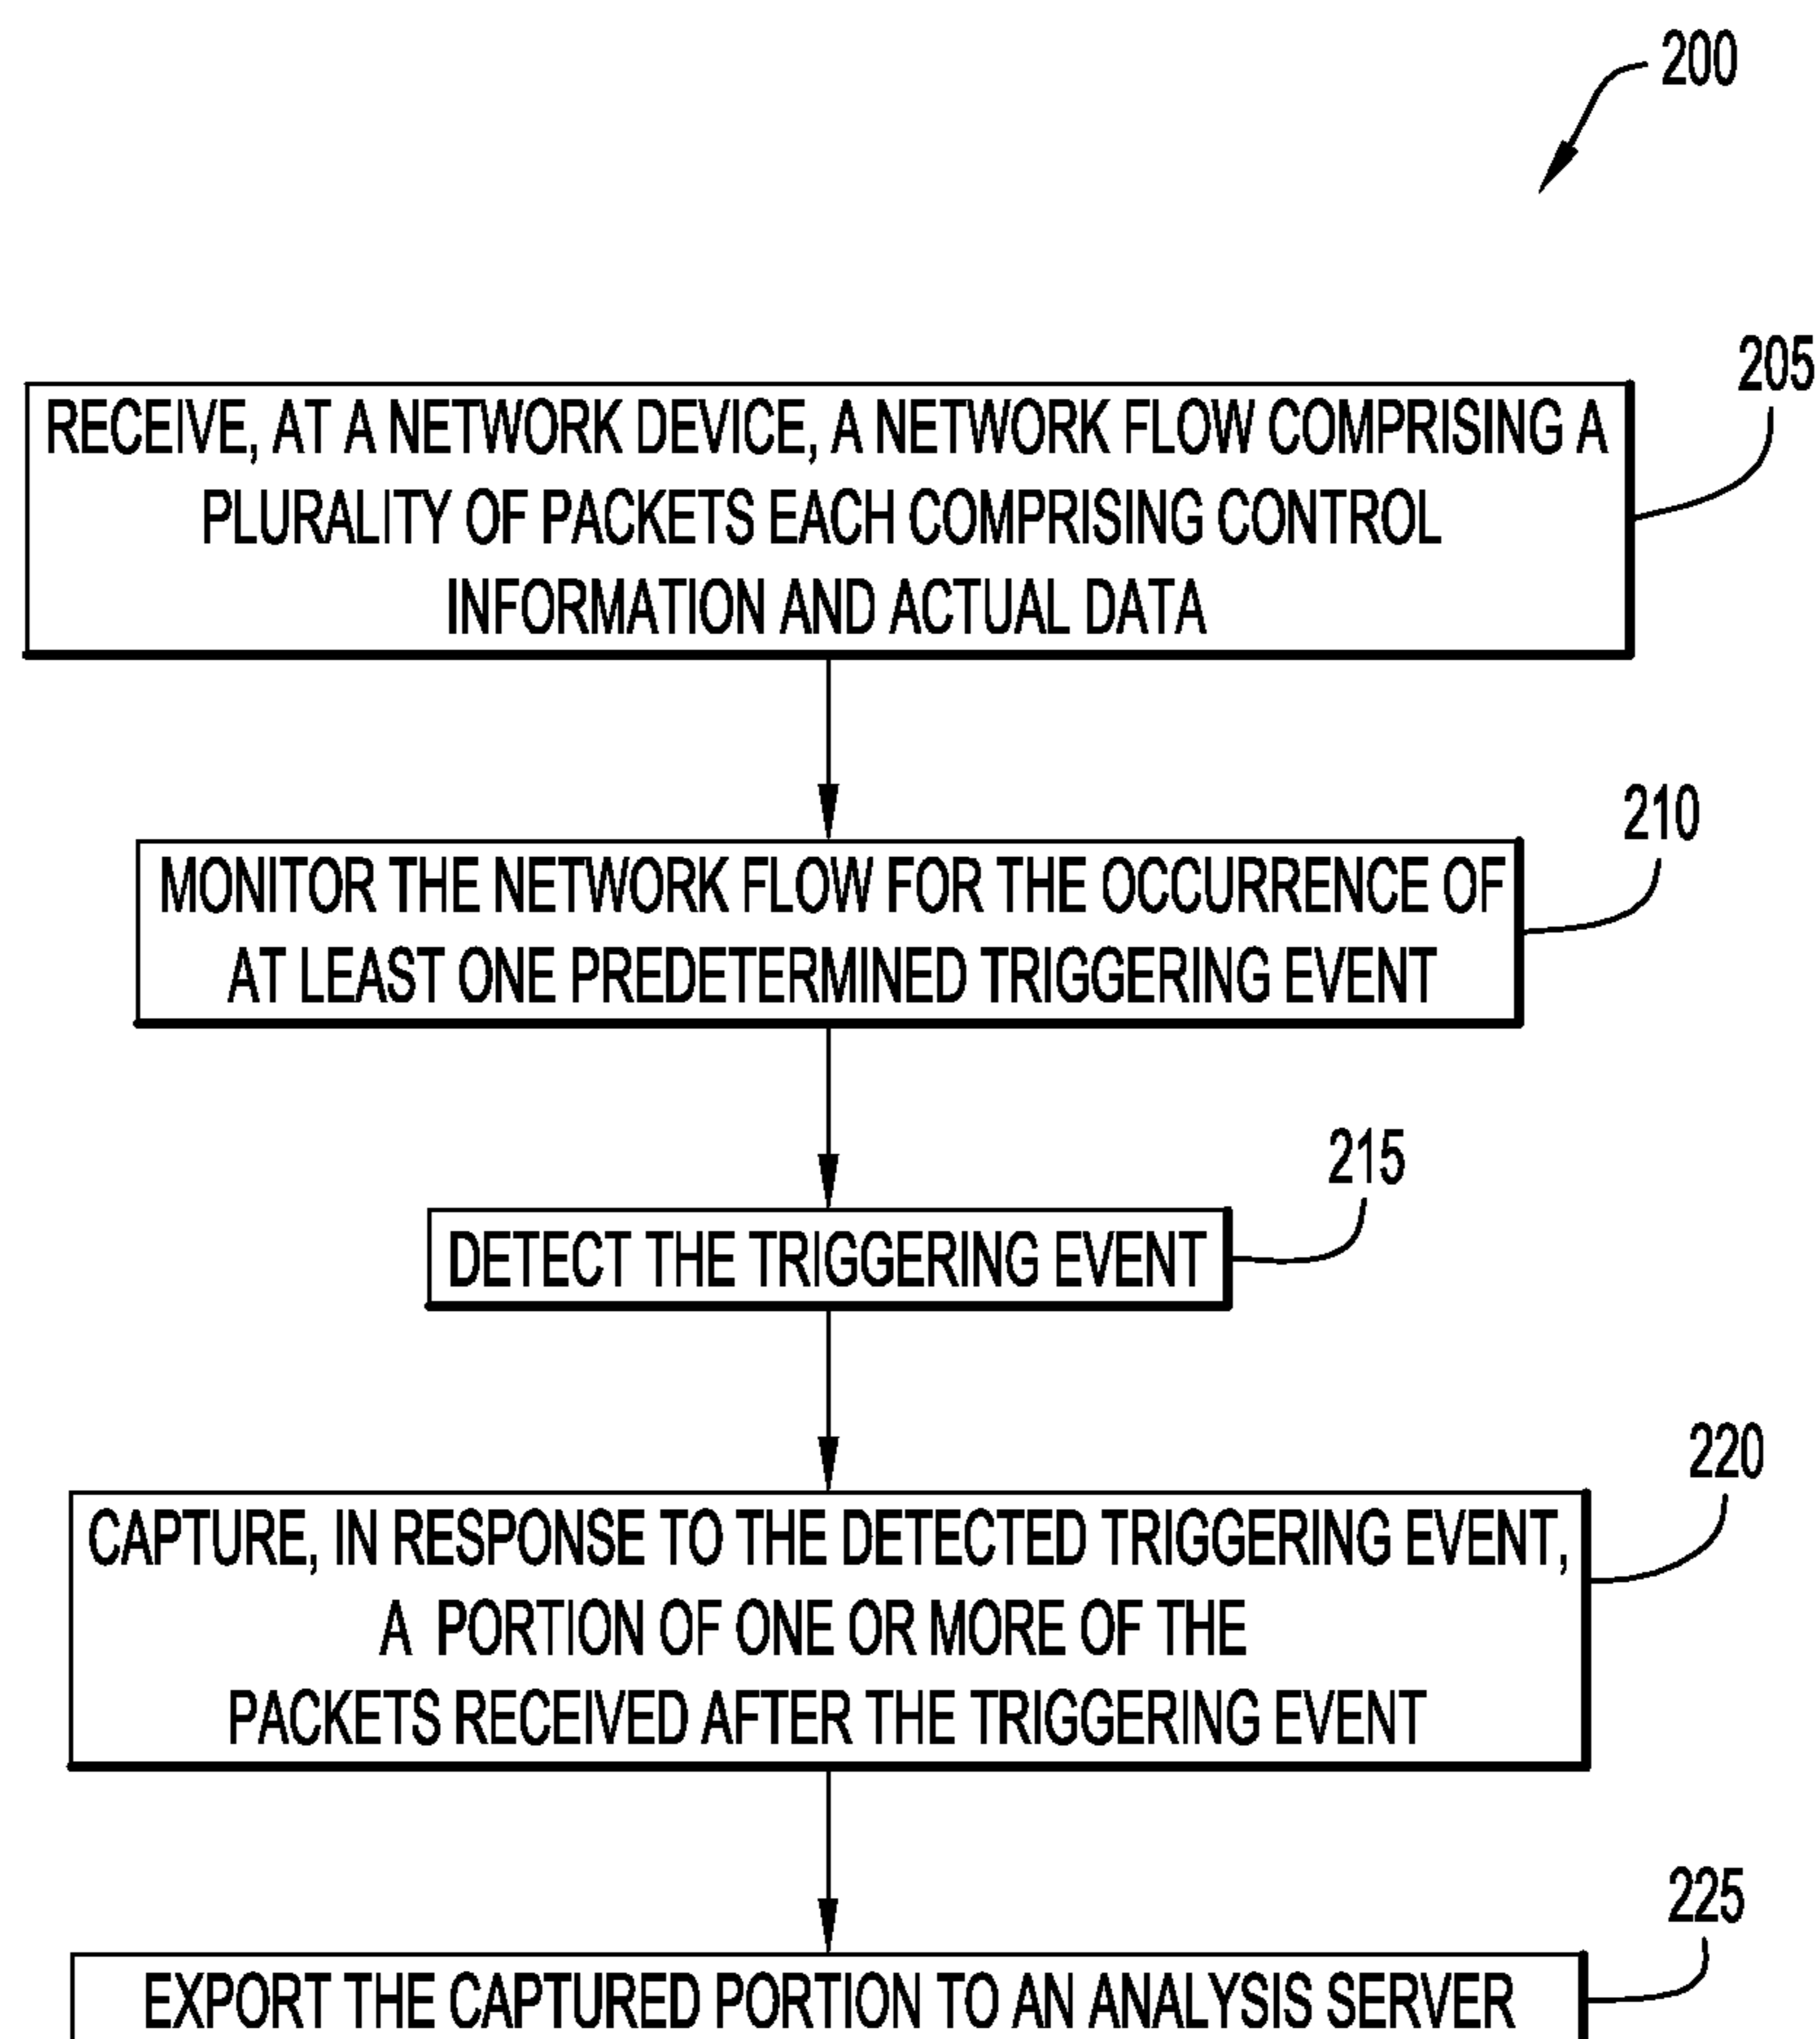 200
205
RECEIVE, AT A NETWORK DEVICE, A NETWORK FLOW COMPRISING A
PLURALITY OF PACKETS EACH COMPRISING CONTROL
INFORMATION AND ACTUAL DATA
210
MONITOR THE NETWORK FLOW FOR THE OCCURRENCE OF
AT LEAST ONE PREDETERMINED TRIGGERING EVENT
215
DETECT THE TRIGGERING EVENT
220
CAPTURE, IN RESPONSE TO THE DETECTED TRIGGERING EVENT,
A PORTION OF ONE OR MORE OF THE
PACKETS RECEIVED AFTER THE TRIGGERING EVENT
225
EXPORT THE CAPTURED PORTION TO AN ANALYSIS SERVER